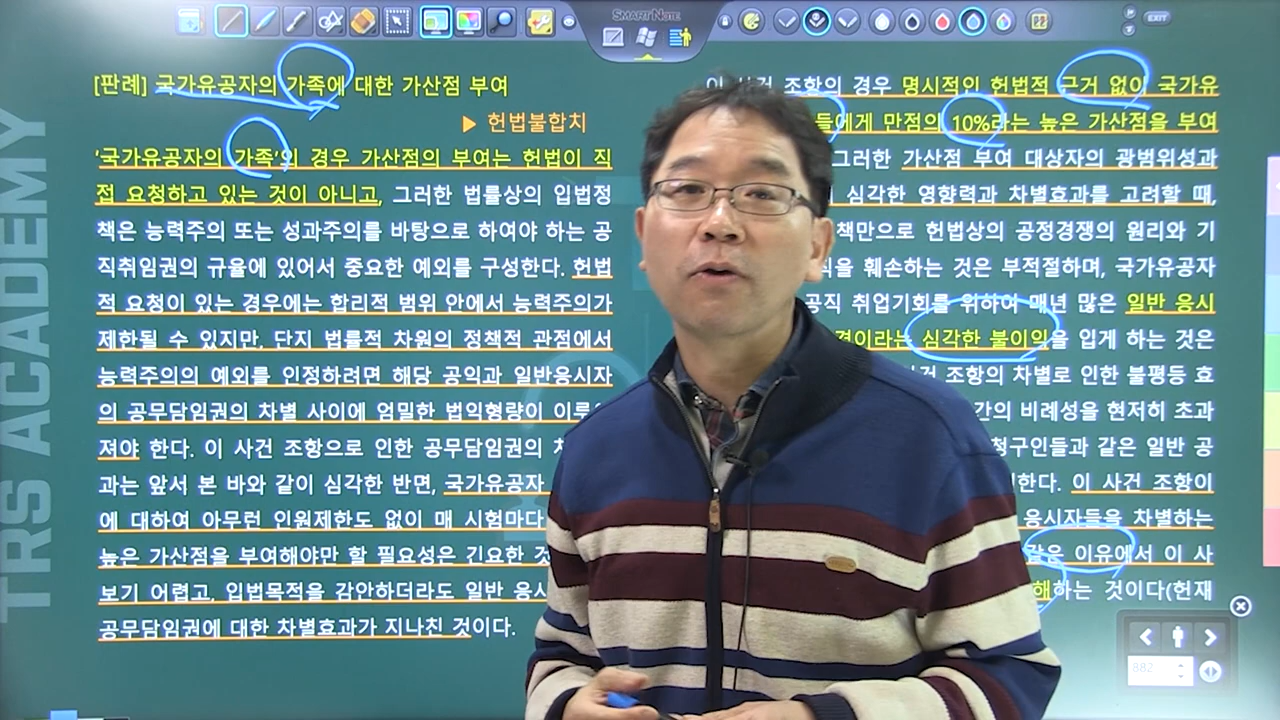 SMARTNOTE
EXIT
[판례] 국가유공자의 가족에 대한 가산점 부여
▶ 헌법불합치
'국가유공자의 가족'의 경우 가산점의 부여는 헌법이 직
접 요청하고 있는 것이 아니고, 그러한 법률상의 입법정
책은 능력주의 또는 성과주의를 바탕으로 하여야 하는 공
직취임권의 규율에 있어서 중요한 예외를 구성한다. 헌법
적 요청이 있는 경우에는 합리적 범위 안에서 능력주의가
제한될 수 있지만, 단지 법률적 차원의 정책적 관점에서
능력주의의 예외를 인정하려면 해당 공익과 일반응시자
의 공무담임권의 차별 사이에 엄밀한 법익형량이 이루어
져야 한다. 이 사건 조항으로 인한 공무담임권의
과는 앞서 본 바와 같이 심각한 반면, 국가유공자
에 대하여 아무런 인원제한도 없이 매 시험마다
높은 가산점을 부여해야만 할 필요성은 긴요한
보기 어렵고, 입법목적을 감안하더라도 일반
공무담임권에 대한 차별효과가 지나친 것이다.
이 사건 조항의 경우 명시적인 헌법적 근거 없이 국가유
들에게 만점의 10%라는 높은 가산점을 부여
그러한 가산점 부여 대상자의 광범위성과
심각한 영향력과 차별효과를 고려할 때,
책만으로 헌법상의 공정경쟁의 원리와 기
을 훼손하는 것은 부적절하며, 국가유공자
공직 취업기회를 위하여 매년 많은 일반 응시
이라는 심각한 불이익을 입게 하는 것은
조항의 차별로 인한 불평등 효
간의 비례성을 현저히 초과
청구인들과 같은 일반 공
한다. 이 사건 조항이
응시자들을 차별하는
같은 이유에서 이 사
해하는 것이다(헌재
882
TRS ACADEMY